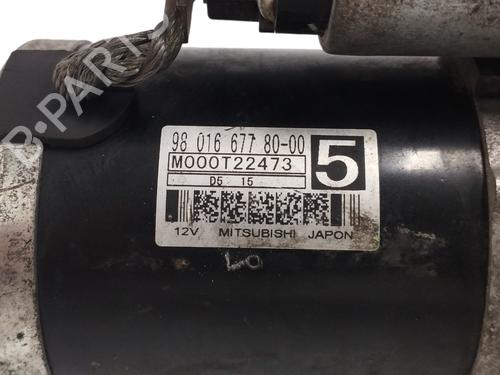 98 016 677 80-00
M000T22473
5
D5 15
12V MITSUBISHI JAPON
B-PARTS